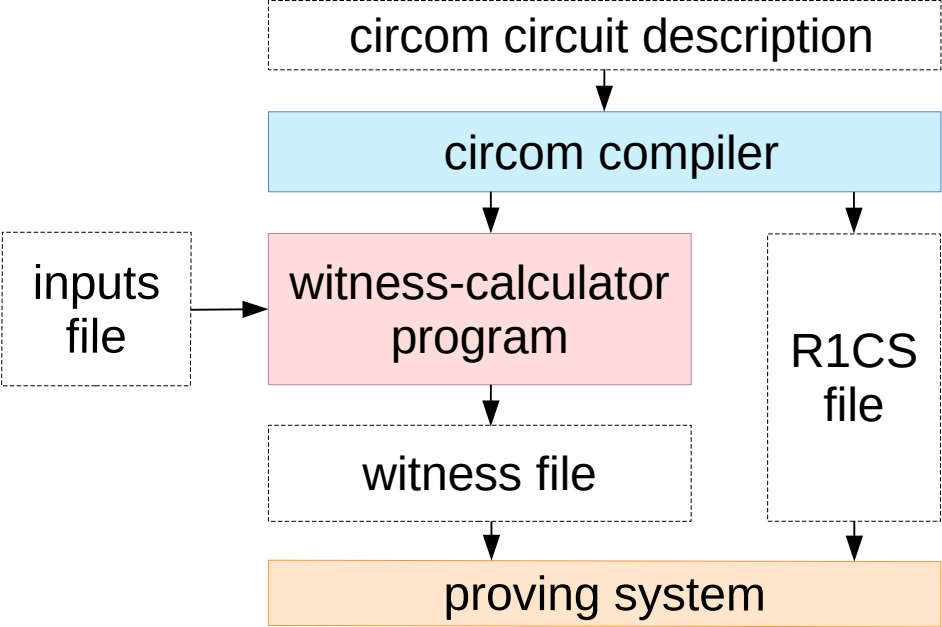 circom circuit description
circom compiler
inputs
file
witness-calculator
program
R1CS
file
witness file
proving system